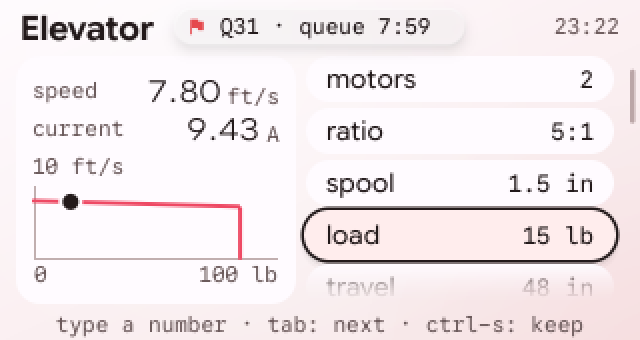 Elevator
Q31 · queue 7:59
23:22
speed 7.80 ft/s
current 9.43 A
10 ft/s
0 100 lb
motors 2
ratio 5:1
spool 1.5 in
load 15 lb
travel 48 in
type a number · tab: next · ctrl-s: keep